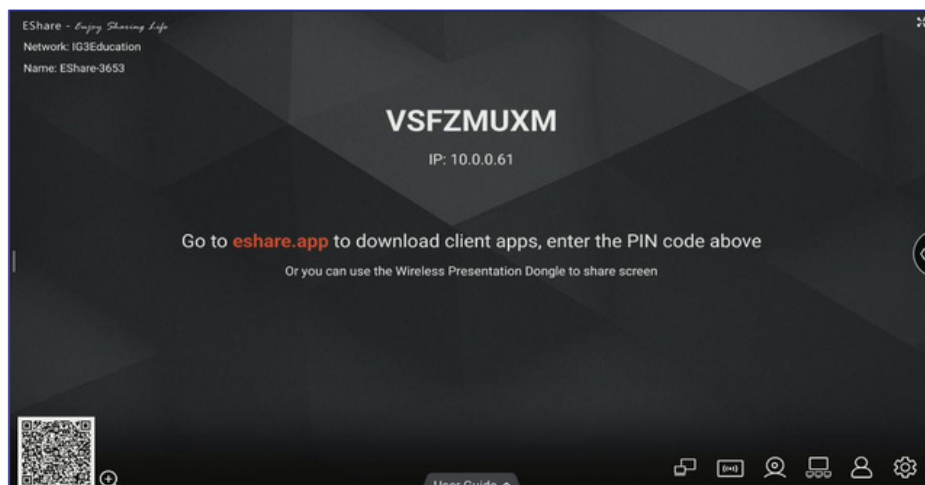 EShare - Enjoy Sharing Life
Network: IG3Education
Name: EShare-3653
VSFZMUXM
IP: 10.0.0.61
Go to eshare.app to download client apps, enter the PIN code above
Or you can use the Wireless Presentation Dongle to share screen
User Guide